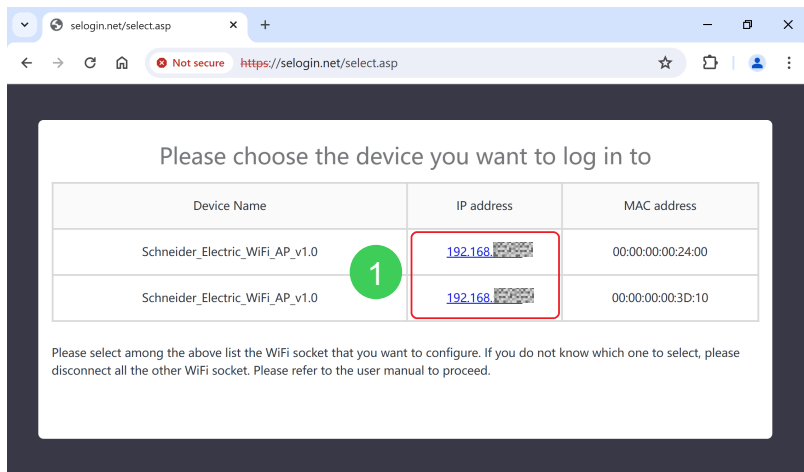 selogin.net/select.asp
Not secure https://selogin.net/select.asp
Please choose the device you want to log in to
Device Name IP address MAC address
Schneider_Electric_WiFi_AP_v1.0 192.168. 00:00:00:00:24:00
1
Schneider_Electric_WiFi_AP_v1.0 192.168. 00:00:00:00:3D:10
Please select among the above list the WiFi socket that you want to configure. If you do not know which one to select, please
disconnect all the other WiFi socket. Please refer to the user manual to proceed.